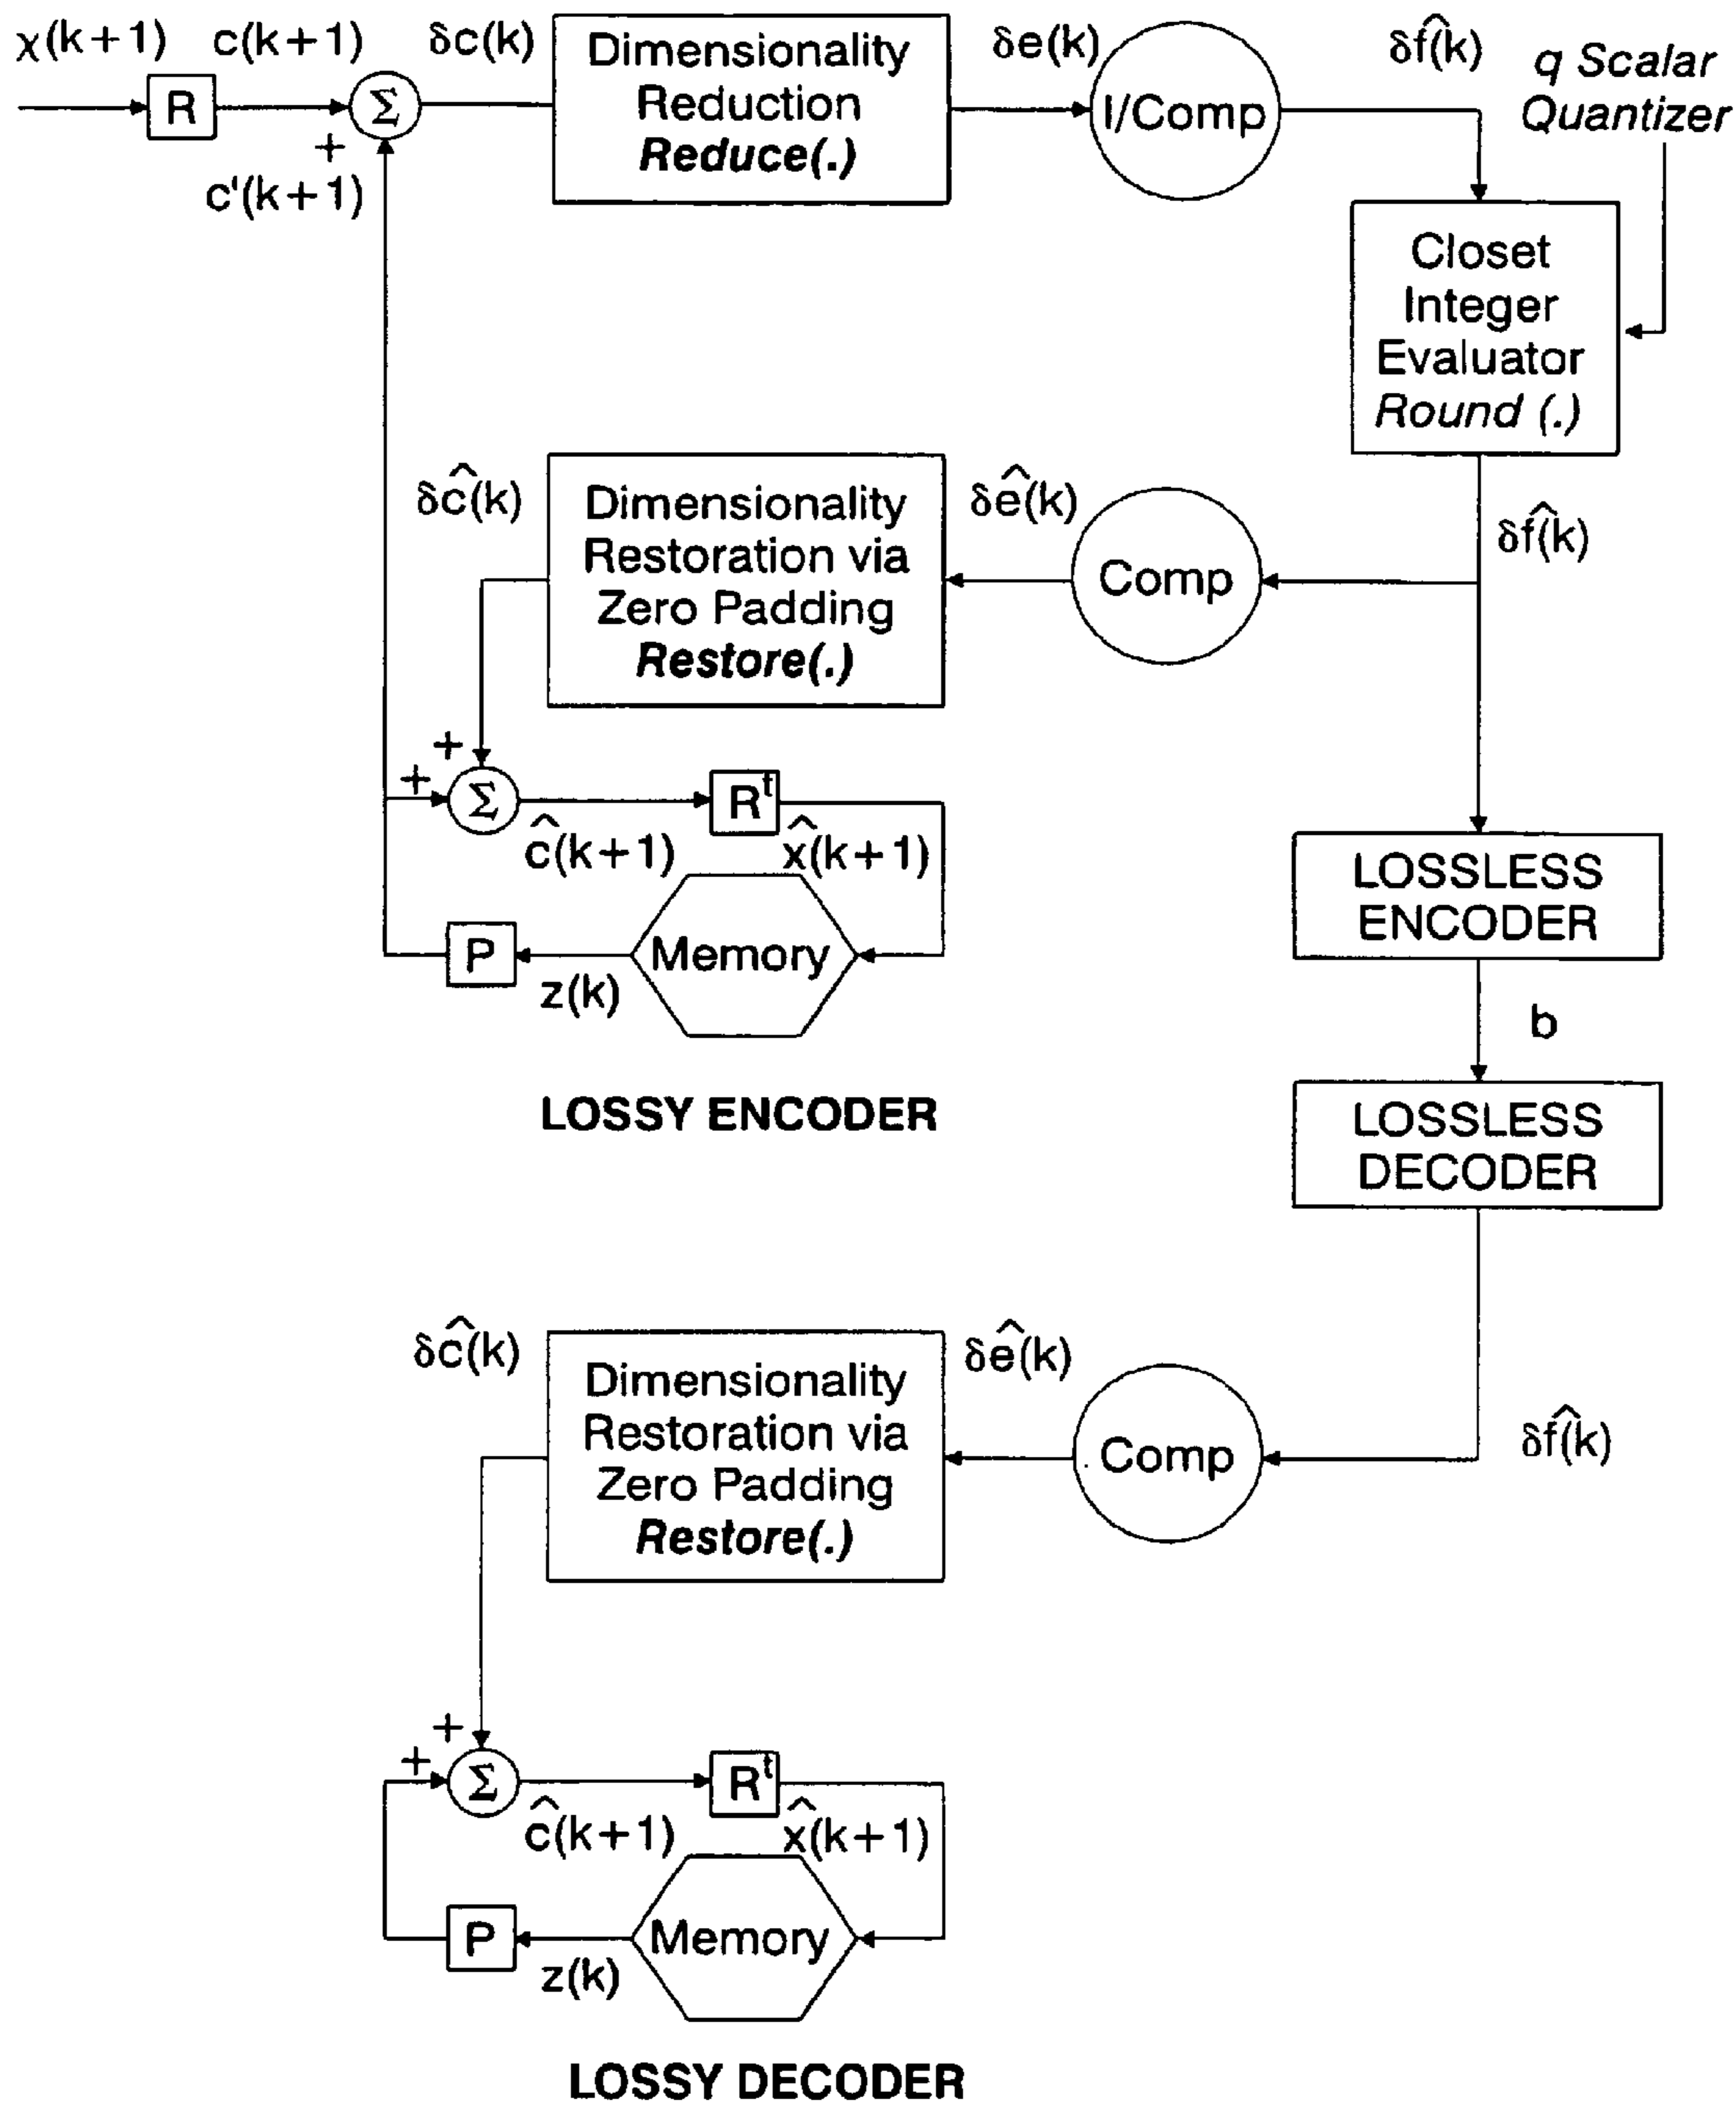 χ(k+1)
c(k+1)
δc(k)
Dimensionality
Reduction
Reduce(.)
δe(k)
I/Comp
δf̂(k)
q Scalar
Quantizer
R
Σ
+
c'(k+1)
Closet
Integer
Evaluator
Round (.)
δĉ(k)
Dimensionality
Restoration via
Zero Padding
Restore(.)
δê(k)
Comp
δf̂(k)
+
+
Σ
Rᵗ
ĉ(k+1)
x̂(k+1)
P
z(k)
Memory
LOSSLESS
ENCODER
b
LOSSY ENCODER
LOSSLESS
DECODER
δĉ(k)
Dimensionality
Restoration via
Zero Padding
Restore(.)
δê(k)
Comp
δf̂(k)
+
+
Σ
Rᵗ
ĉ(k+1)
x̂(k+1)
P
z(k)
Memory
LOSSY DECODER